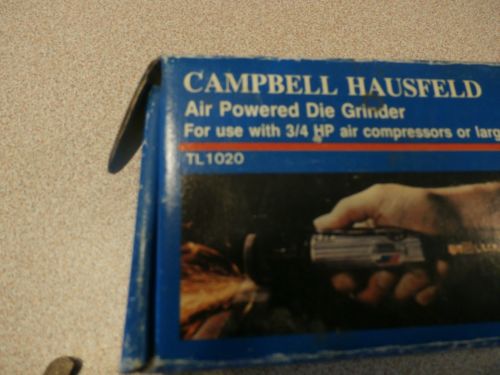 CAMPBELL HAUSFELD
Air Powered Die Grinder
For use with 3/4 HP air compressors or larg
TL1020